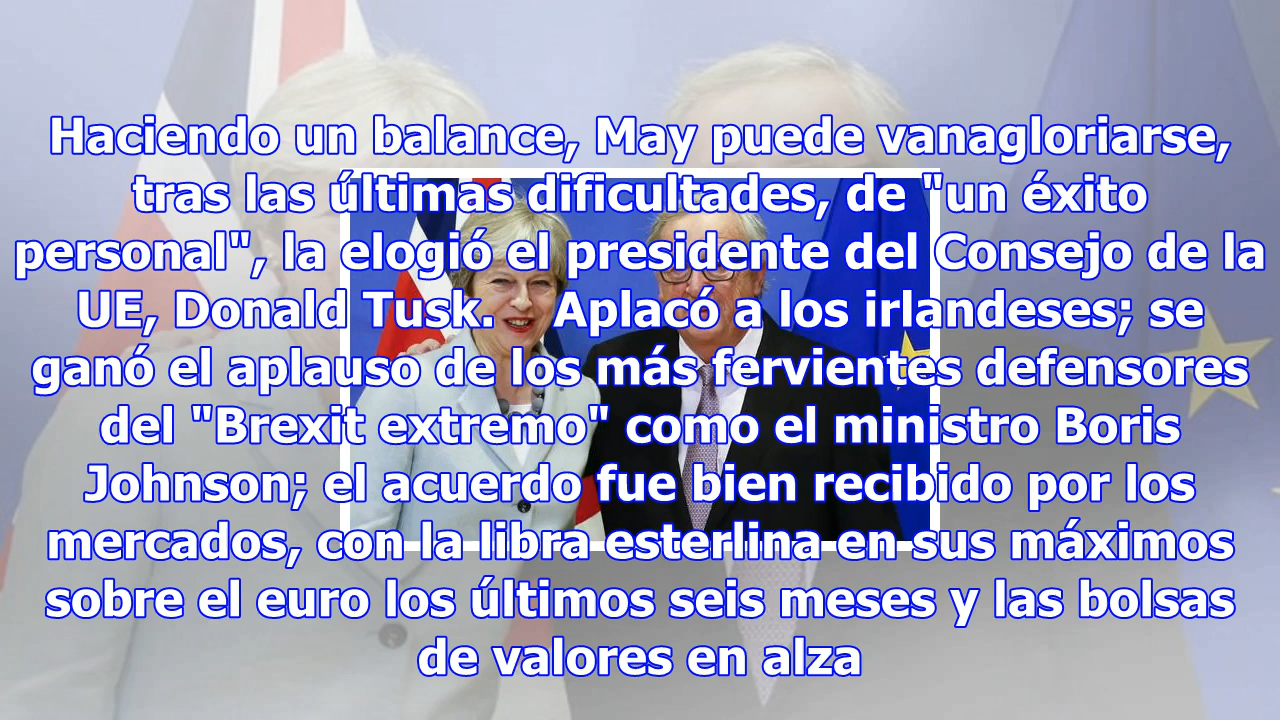 Haciendo un balance, May puede vanagloriarse,
tras las últimas dificultades, de "un éxito
personal", la elogió el presidente del Consejo de la
UE, Donald Tusk.    Aplacó a los irlandeses; se
ganó el aplauso de los más fervientes defensores
del "Brexit extremo" como el ministro Boris
Johnson; el acuerdo fue bien recibido por los
mercados, con la libra esterlina en sus máximos
sobre el euro los últimos seis meses y las bolsas
de valores en alza